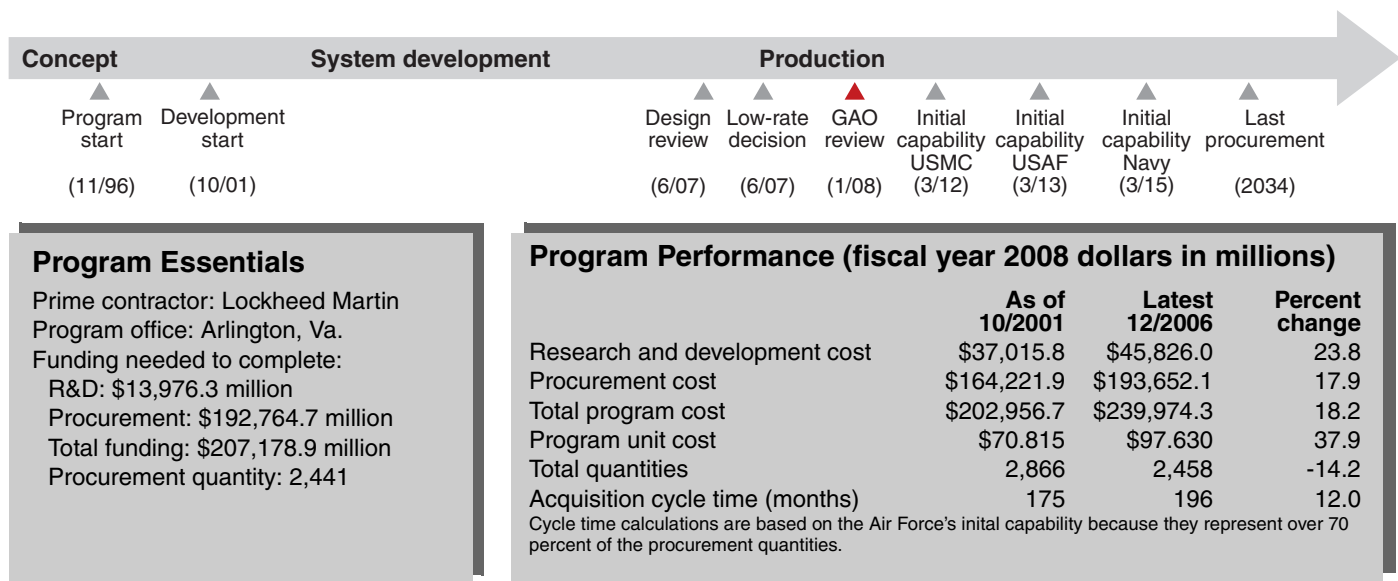 Concept System development Production
Program start
(11/96)
Development start
(10/01)
Design review
(6/07)
Low-rate decision
(6/07)
GAO review
(1/08)
Initial capability USMC
(3/12)
Initial capability USAF
(3/13)
Initial capability Navy
(3/15)
Last procurement
(2034)
Program Essentials
Prime contractor: Lockheed Martin
Program office: Arlington, Va.
Funding needed to complete:
R&D: $13,976.3 million
Procurement: $192,764.7 million
Total funding: $207,178.9 million
Procurement quantity: 2,441
Program Performance (fiscal year 2008 dollars in millions)
As of Latest Percent
10/2001 12/2006 change
Research and development cost $37,015.8 $45,826.0 23.8
Procurement cost $164,221.9 $193,652.1 17.9
Total program cost $202,956.7 $239,974.3 18.2
Program unit cost $70.815 $97.630 37.9
Total quantities 2,866 2,458 -14.2
Acquisition cycle time (months) 175 196 12.0
Cycle time calculations are based on the Air Force's inital capability because they represent over 70
percent of the procurement quantities.